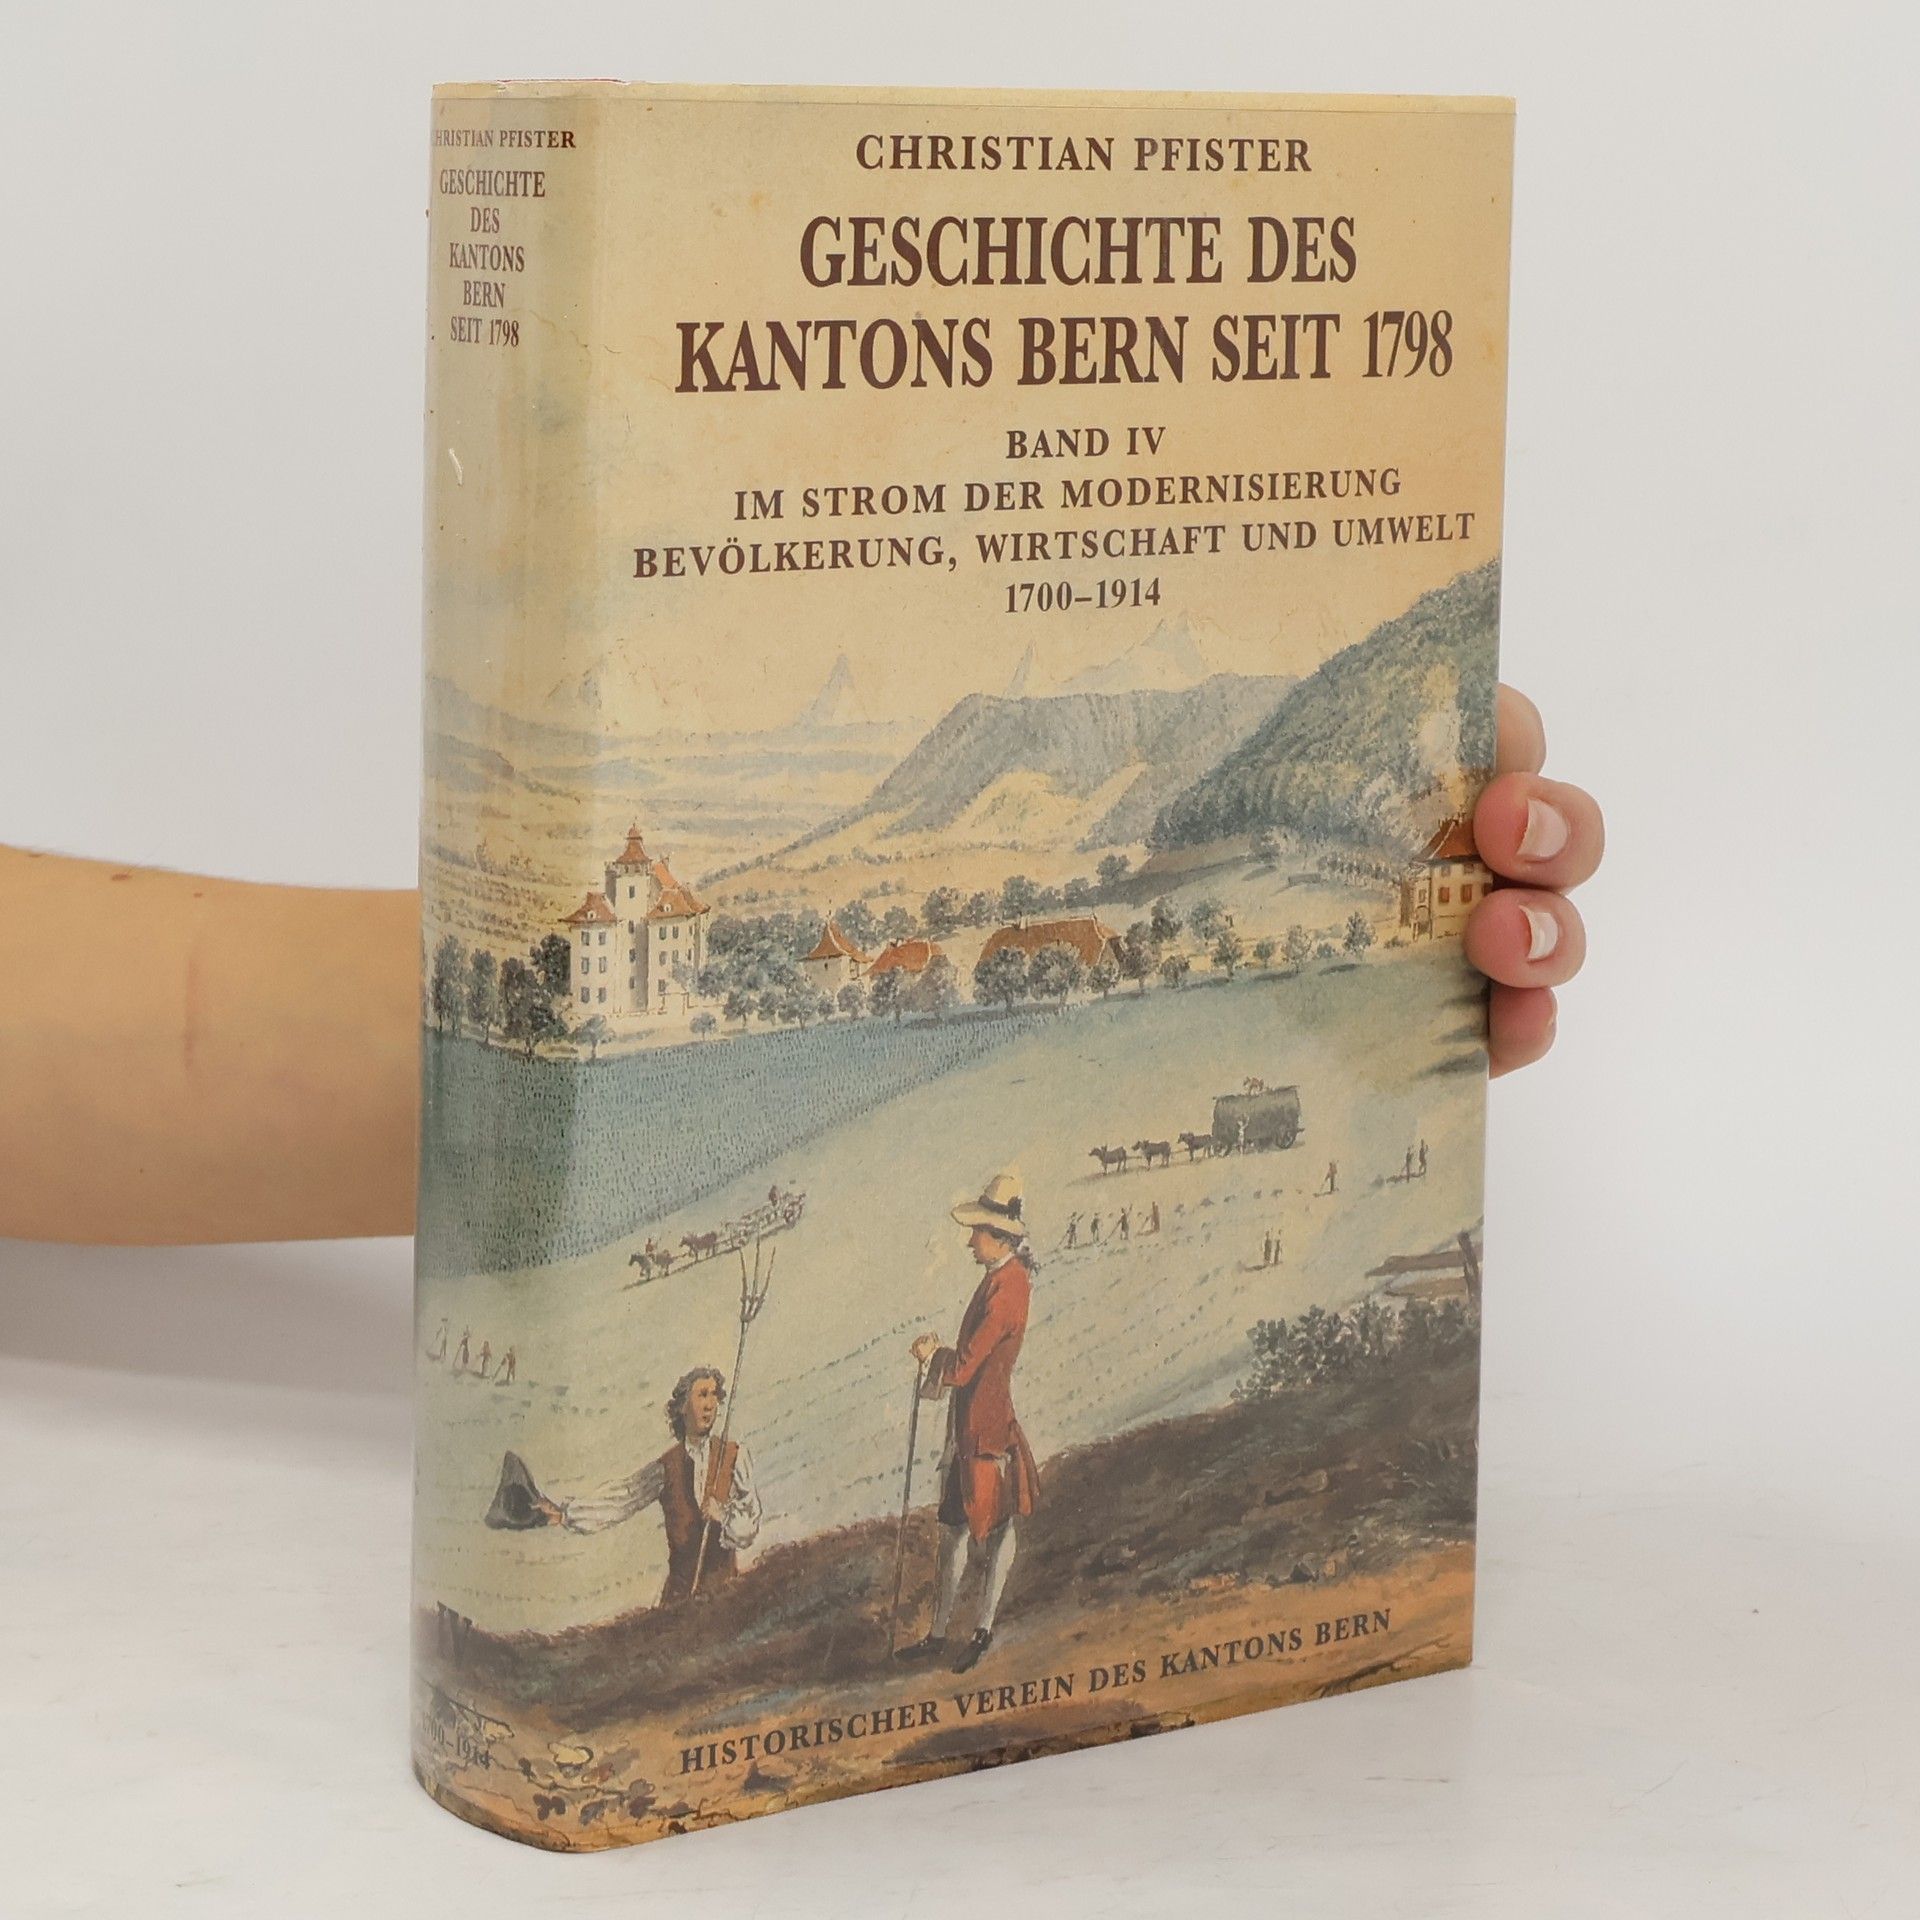 CHRISTIAN PFISTER
GESCHICHTE
DES
KANTONS
BERN
SEIT 1798
IV
1700–1914
CHRISTIAN PFISTER
GESCHICHTE DES
KANTONS BERN SEIT 1798
BAND IV
IM STROM DER MODERNISIERUNG
BEVÖLKERUNG, WIRTSCHAFT UND UMWELT
1700–1914
HISTORISCHER VEREIN DES KANTONS BERN